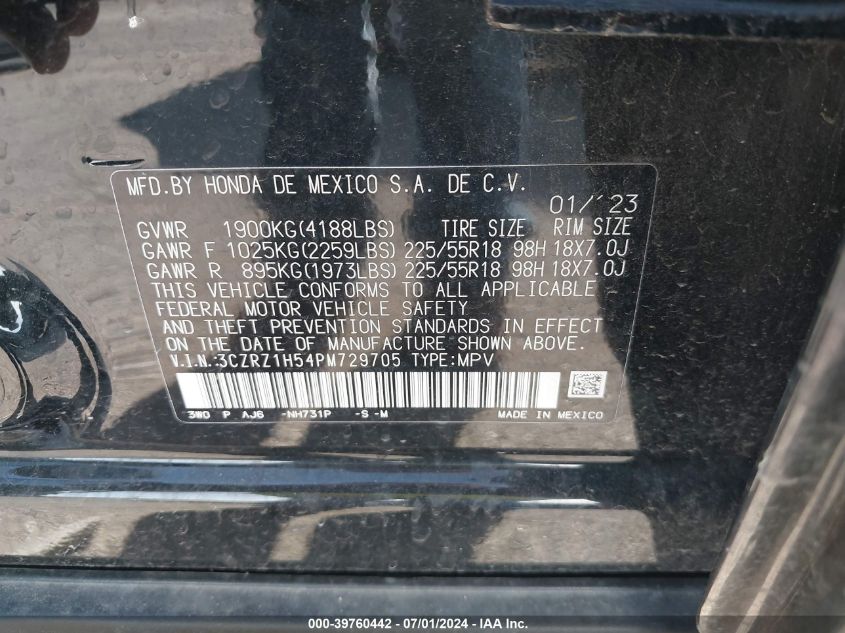 MFD.BY HONDA DE MEXICO S.A. DE C.V. 01/'23
GVWR 1900KG(4188LBS) TIRE SIZE RIM SIZE
GAWR F 1025KG(2259LBS) 225/55R18 98H 18X7.0J
GAWR R 895KG(1973LBS) 225/55R18 98H 18X7.0J
THIS VEHICLE CONFORMS TO ALL APPLICABLE
FEDERAL MOTOR VEHICLE SAFETY
AND THEFT PREVENTION STANDARDS IN EFFECT
ON THE DATE OF MANUFACTURE SHOWN ABOVE.
V.I.N.:3CZRZ1H54PM729705 TYPE:MPV
3W0 P AJ6 -NH731P -S -M MADE IN MEXICO
000-39760442 - 07/01/2024 - IAA Inc.